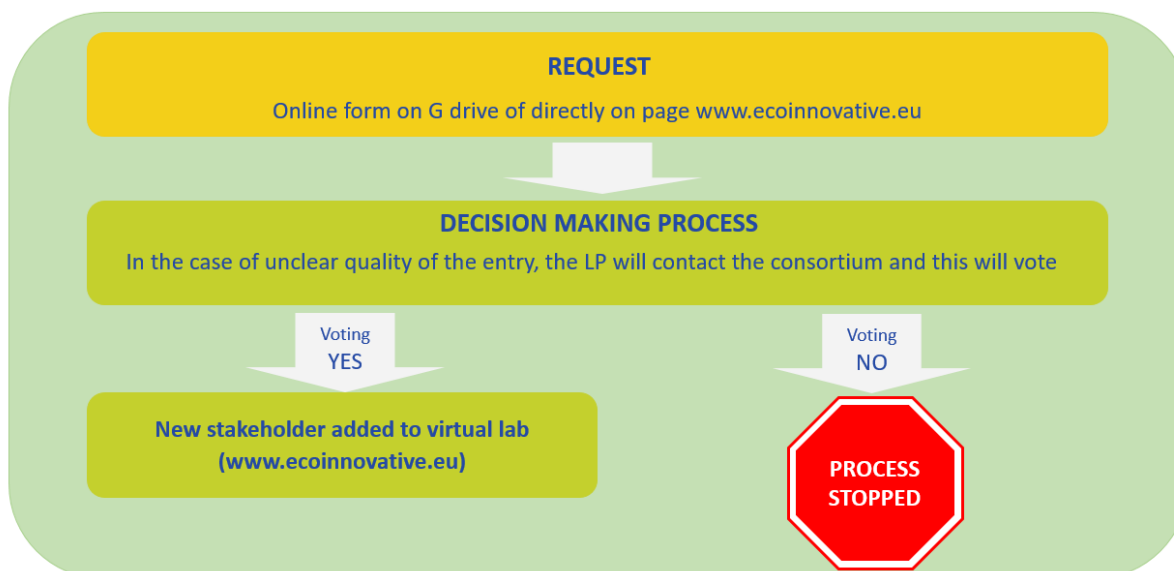 REQUEST
Online form on G drive of directly on page www.ecoinnovative.eu
DECISION MAKING PROCESS
In the case of unclear quality of the entry, the LP will contact the consortium and this will vote
Voting
YES
Voting
NO
New stakeholder added to virtual lab
(www.ecoinnovative.eu)
PROCESS
STOPPED